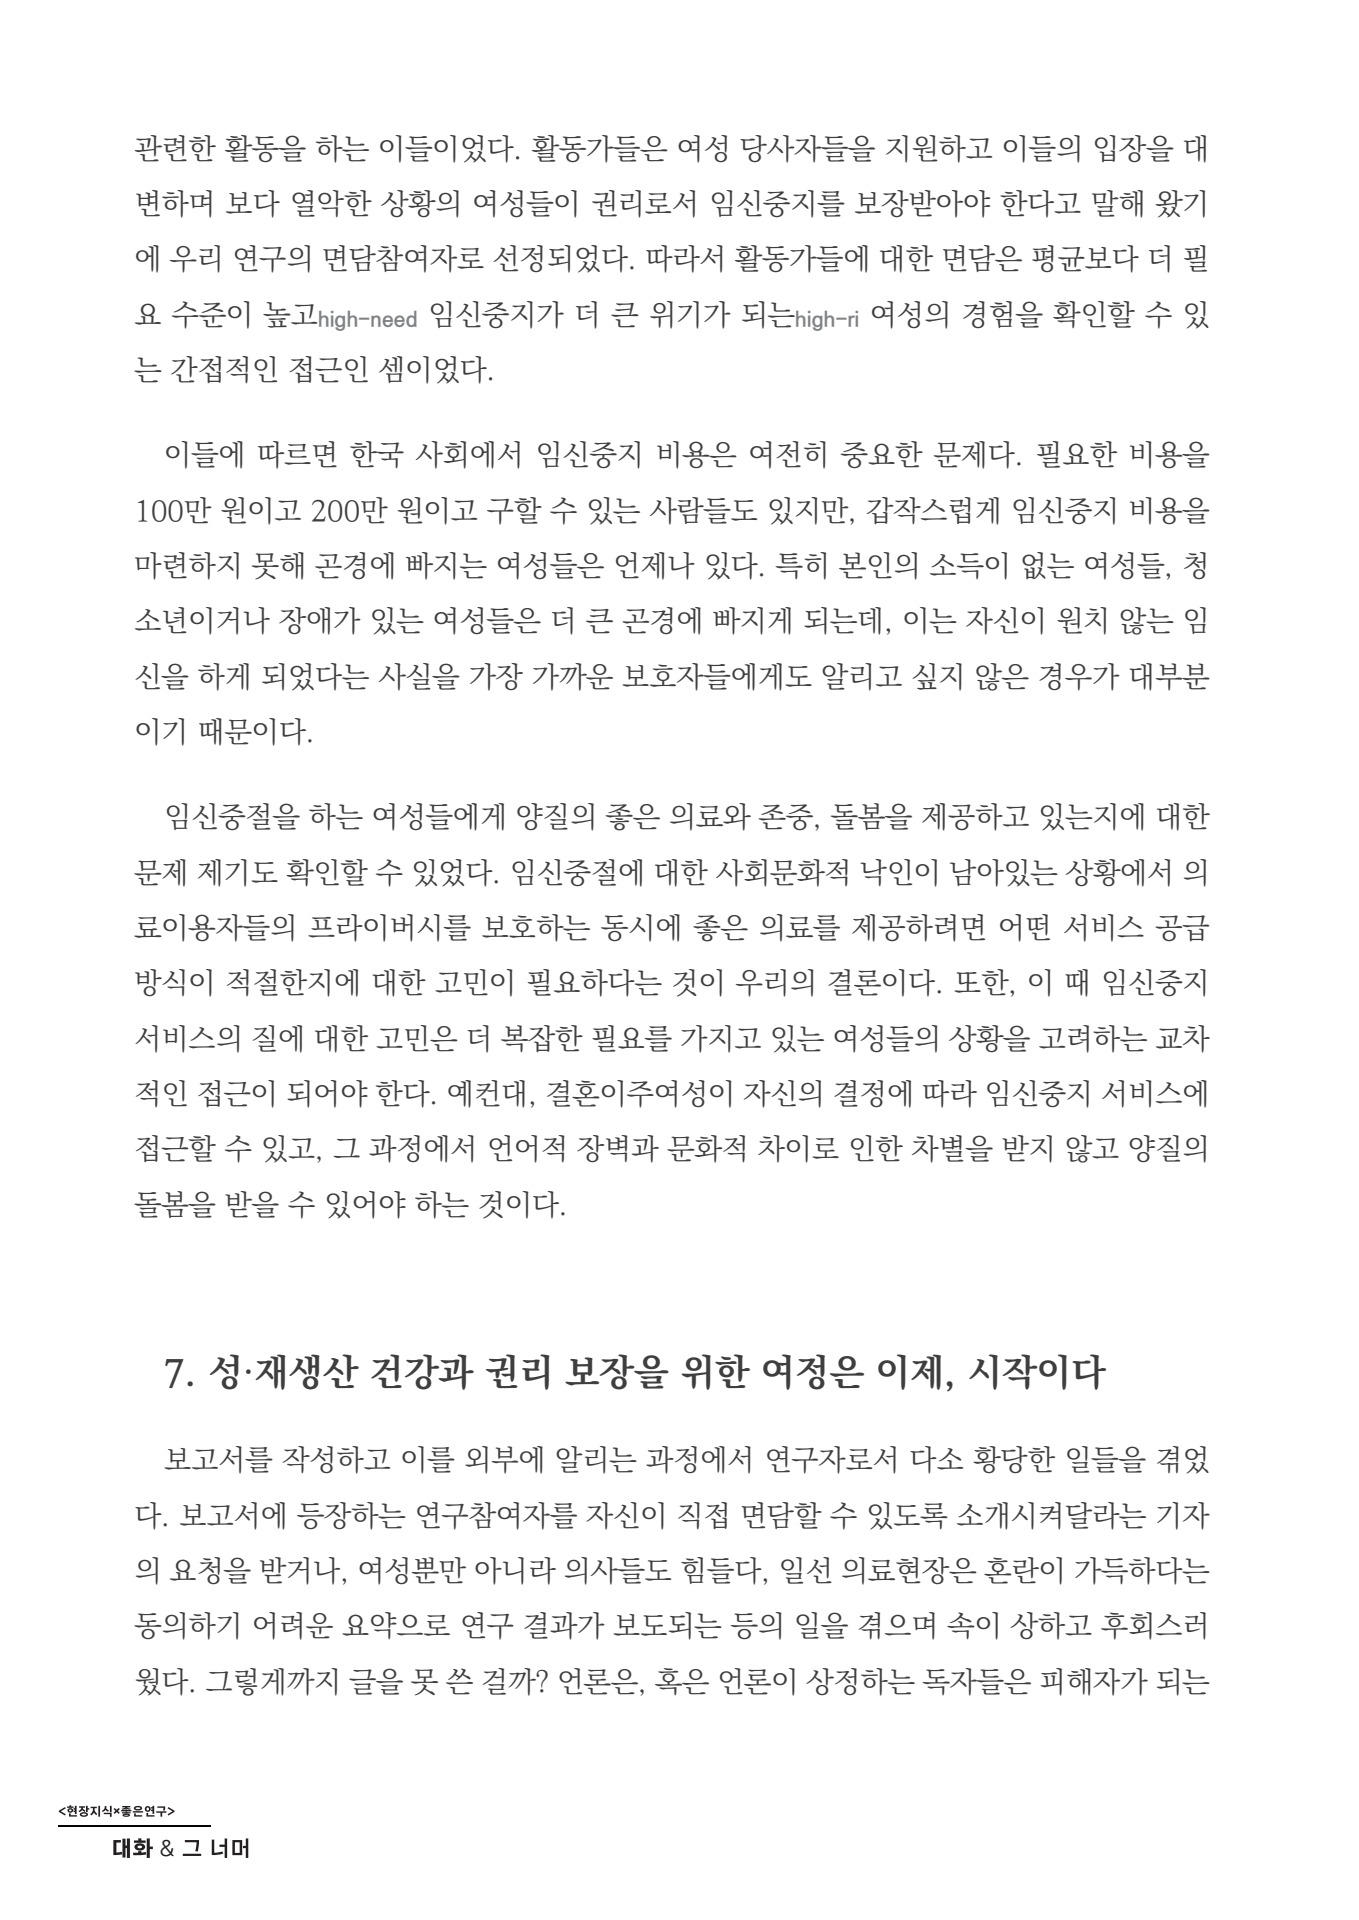 관련한 활동을 하는 이들이었다. 활동가들은 여성 당사자들을 지원하고 이들의 입장을 대
변하며 보다 열악한 상황의 여성들이 권리로서 임신중지를 보장받아야 한다고 말해 왔기
에 우리 연구의 면담참여자로 선정되었다. 따라서 활동가들에 대한 면담은 평균보다 더 필
요 수준이 높고high-need 임신중지가 더 큰 위기가 되는high-ri 여성의 경험을 확인할 수 있
는 간접적인 접근인 셈이었다.
이들에 따르면 한국 사회에서 임신중지 비용은 여전히 중요한 문제다. 필요한 비용을
100만 원이고 200만 원이고 구할 수 있는 사람들도 있지만, 갑작스럽게 임신중지 비용을
마련하지 못해 곤경에 빠지는 여성들은 언제나 있다. 특히 본인의 소득이 없는 여성들, 청
소년이거나 장애가 있는 여성들은 더 큰 곤경에 빠지게 되는데, 이는 자신이 원치 않는 임
신을 하게 되었다는 사실을 가장 가까운 보호자들에게도 알리고 싶지 않은 경우가 대부분
이기 때문이다.
임신중절을 하는 여성들에게 양질의 좋은 의료와 존중, 돌봄을 제공하고 있는지에 대한
문제 제기도 확인할 수 있었다. 임신중절에 대한 사회문화적 낙인이 남아있는 상황에서 의
료이용자들의 프라이버시를 보호하는 동시에 좋은 의료를 제공하려면 어떤 서비스 공급
방식이 적절한지에 대한 고민이 필요하다는 것이 우리의 결론이다. 또한, 이 때 임신중지
서비스의 질에 대한 고민은 더 복잡한 필요를 가지고 있는 여성들의 상황을 고려하는 교차
적인 접근이 되어야 한다. 예컨대, 결혼이주여성이 자신의 결정에 따라 임신중지 서비스에
접근할 수 있고, 그 과정에서 언어적 장벽과 문화적 차이로 인한 차별을 받지 않고 양질의
돌봄을 받을 수 있어야 하는 것이다.
7. 성·재생산 건강과 권리 보장을 위한 여정은 이제, 시작이다
보고서를 작성하고 이를 외부에 알리는 과정에서 연구자로서 다소 황당한 일들을 겪었
다. 보고서에 등장하는 연구참여자를 자신이 직접 면담할 수 있도록 소개시켜달라는 기자
의 요청을 받거나, 여성뿐만 아니라 의사들도 힘들다, 일선 의료현장은 혼란이 가득하다는
동의하기 어려운 요약으로 연구 결과가 보도되는 등의 일을 겪으며 속이 상하고 후회스러
웠다. 그렇게까지 글을 못 쓴 걸까? 언론은, 혹은 언론이 상정하는 독자들은 피해자가 되는
<현장지식×좋은연구>
대화 & 그 너머